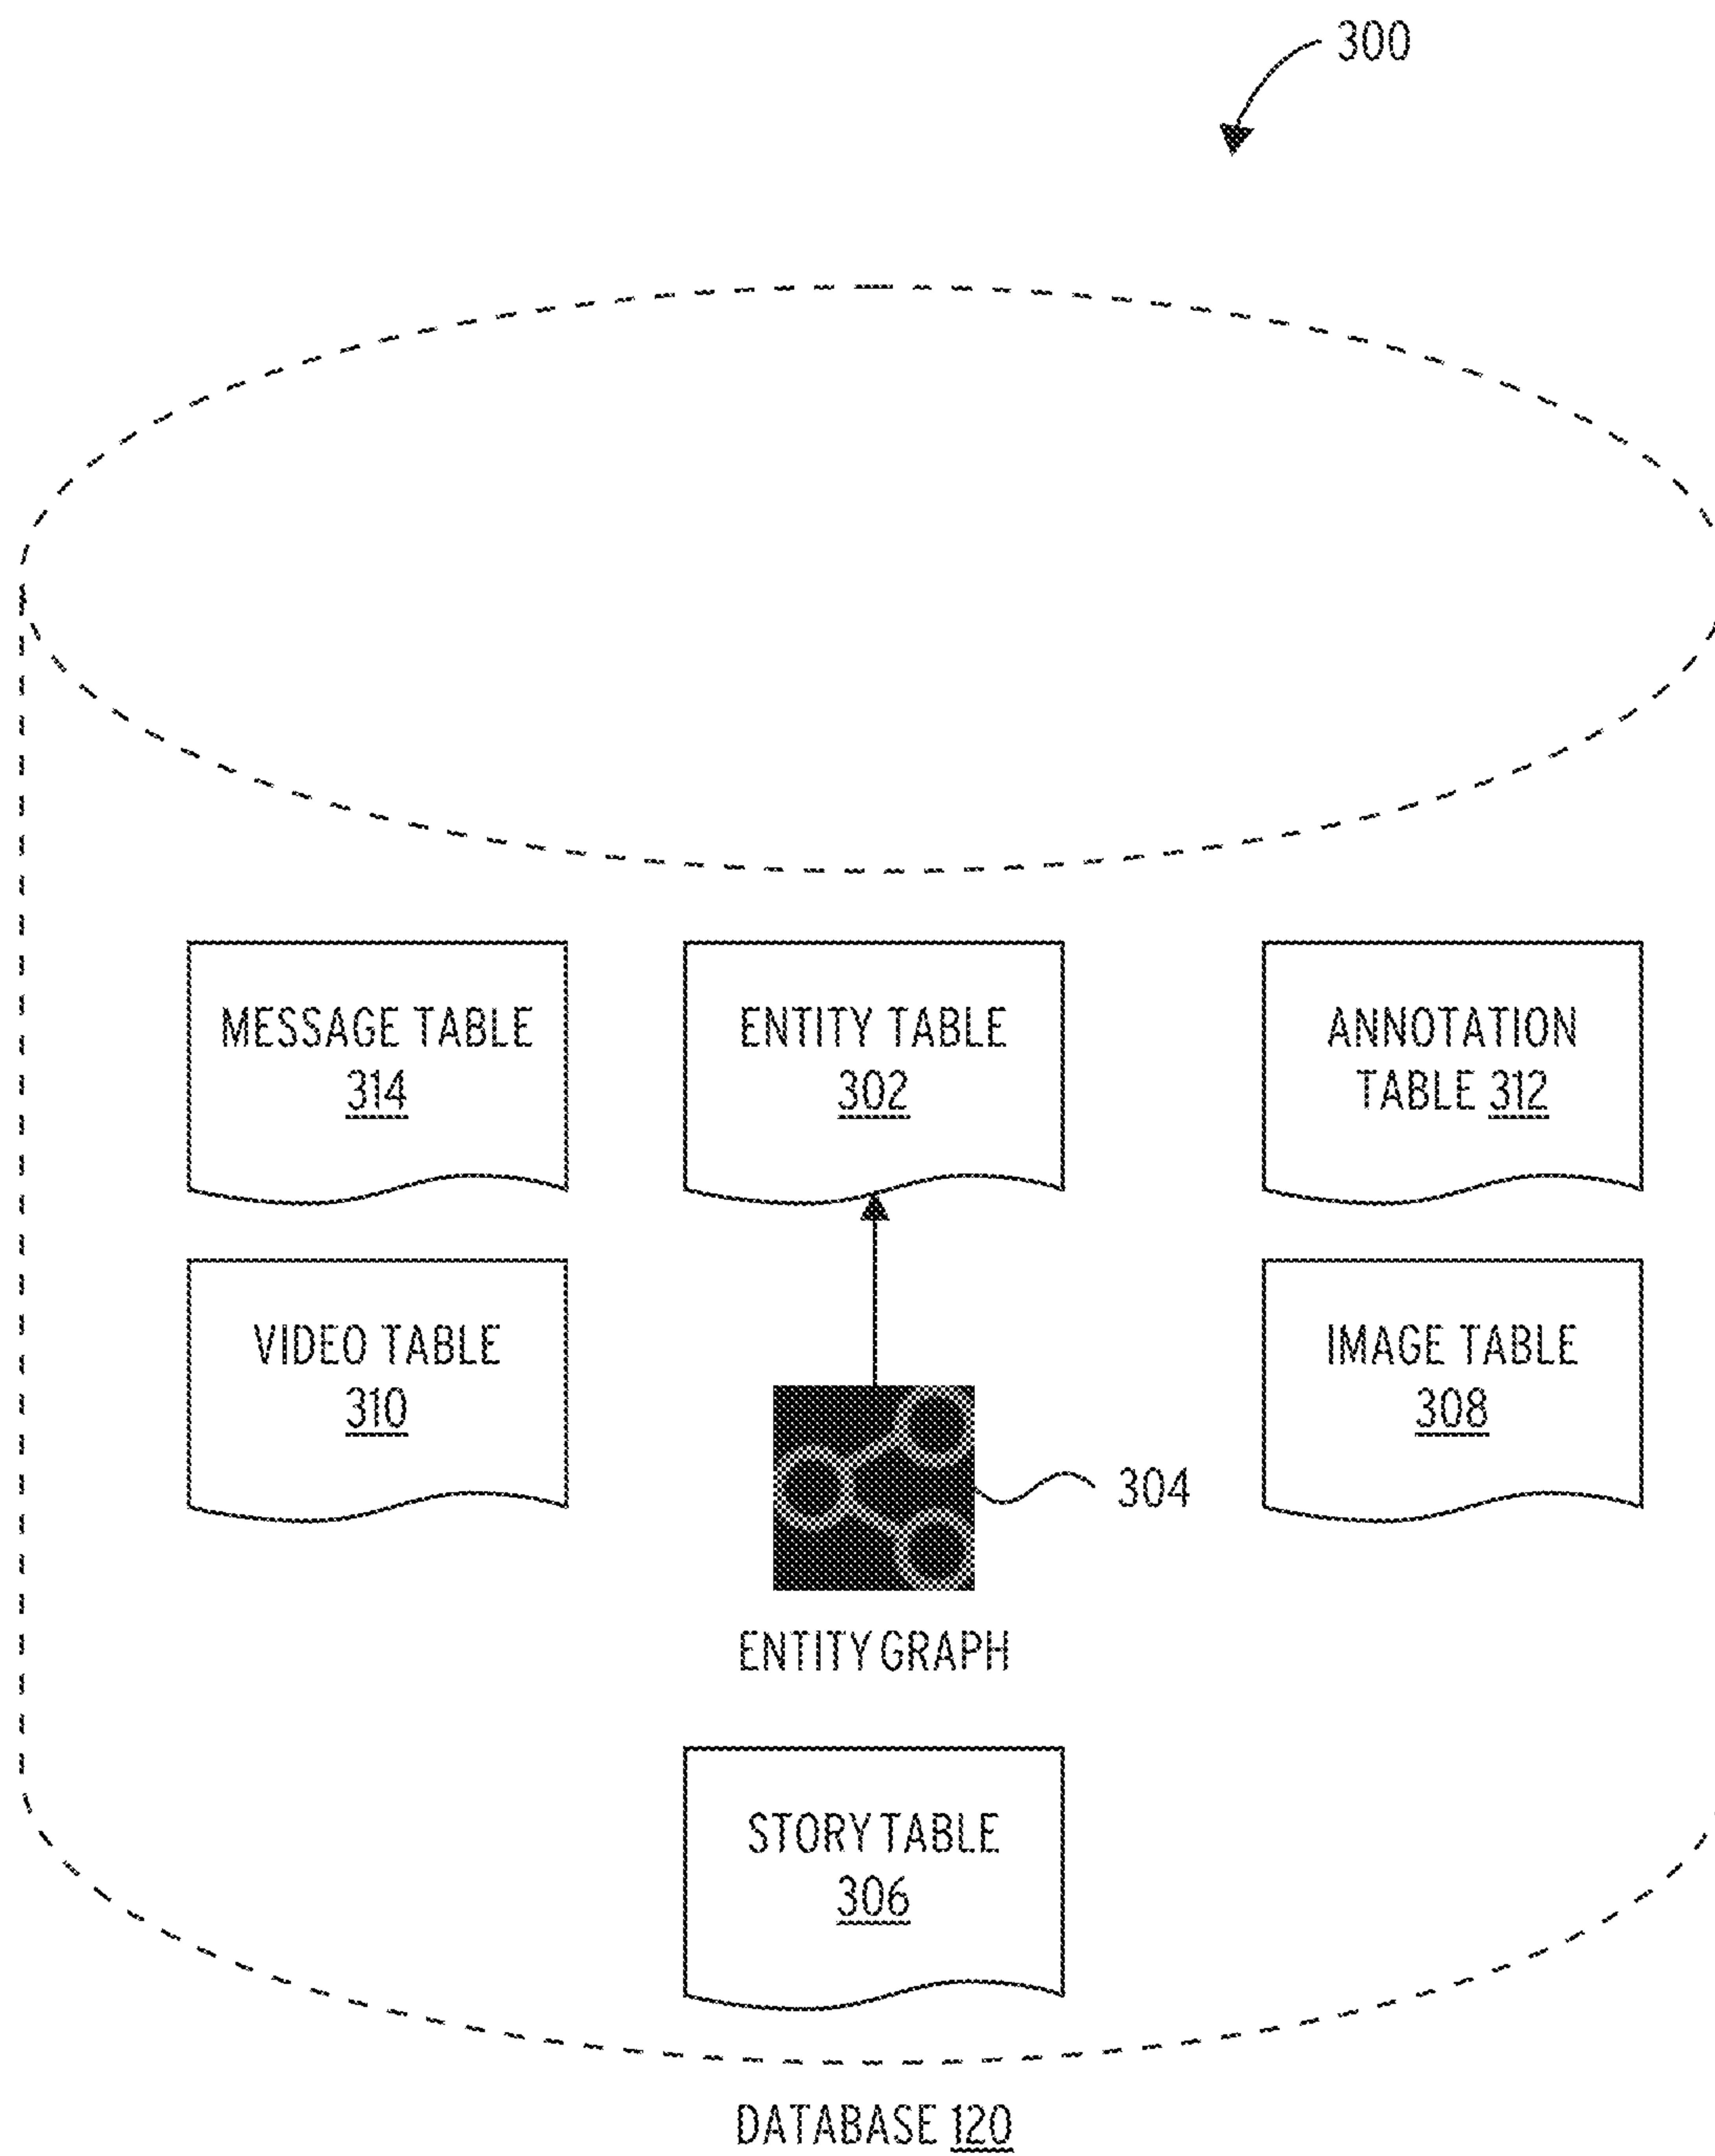 300
MESSAGE TABLE
314
ENTITY TABLE
302
ANNOTATION
TABLE 312
VIDEO TABLE
310
IMAGE TABLE
308
304
ENTITY GRAPH
STORY TABLE
306
DATABASE 120